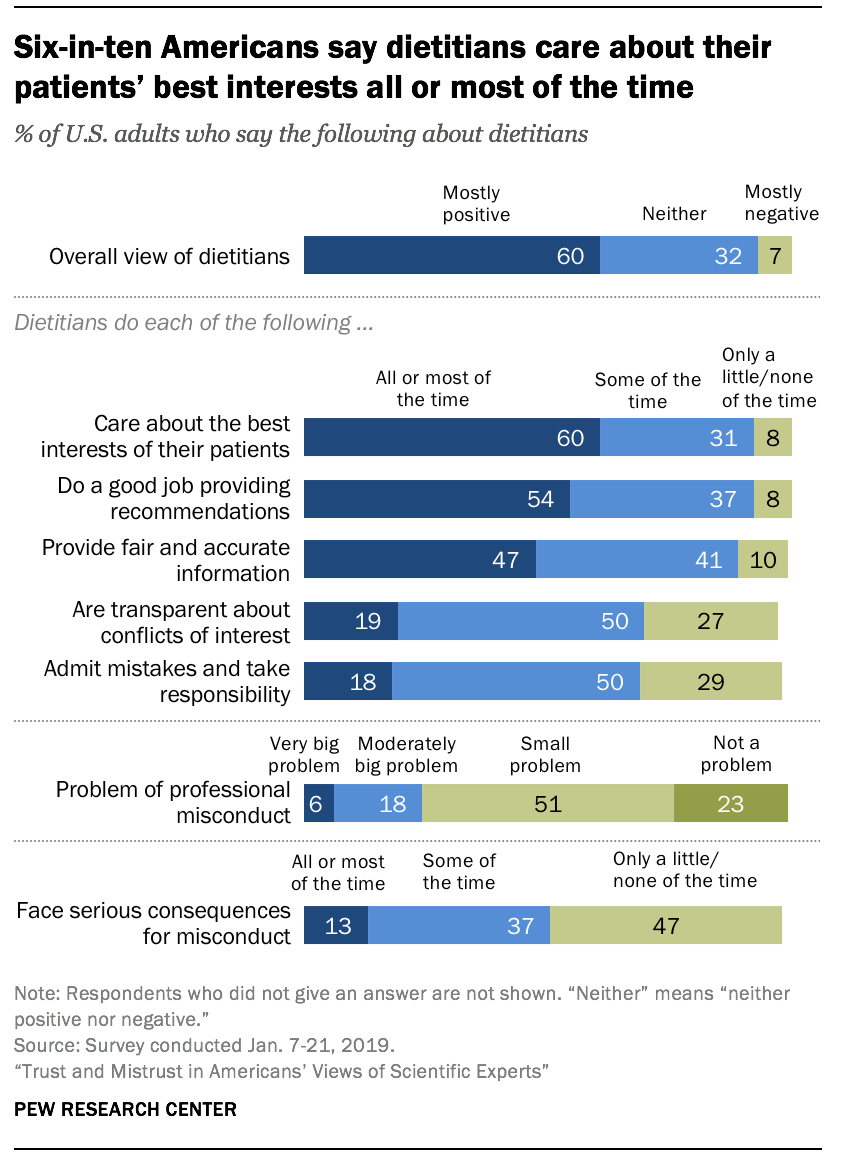 Six-in-ten Americans say dietitians care about their
patients’ best interests all or most of the time
% of U.S. adults who say the following about dietitians
Mostly
positive
Neither
Mostly
negative
Overall view of dietitians
60
32
7
Dietitians do each of the following ...
All or most of
the time
Some of the
time
Only a
little/none
of the time
Care about the best
interests of their patients
60
31
8
Do a good job providing
recommendations
54
37
8
Provide fair and accurate
information
47
41
10
Are transparent about
conflicts of interest
19
50
27
Admit mistakes and take
responsibility
18
50
29
Very big
problem
Moderately
big problem
Small
problem
Not a
problem
Problem of professional
misconduct
6
18
51
23
All or most
of the time
Some of
the time
Only a little/
none of the time
Face serious consequences
for misconduct
13
37
47
Note: Respondents who did not give an answer are not shown. “Neither” means “neither
positive nor negative.”
Source: Survey conducted Jan. 7-21, 2019.
“Trust and Mistrust in Americans’ Views of Scientific Experts”
PEW RESEARCH CENTER